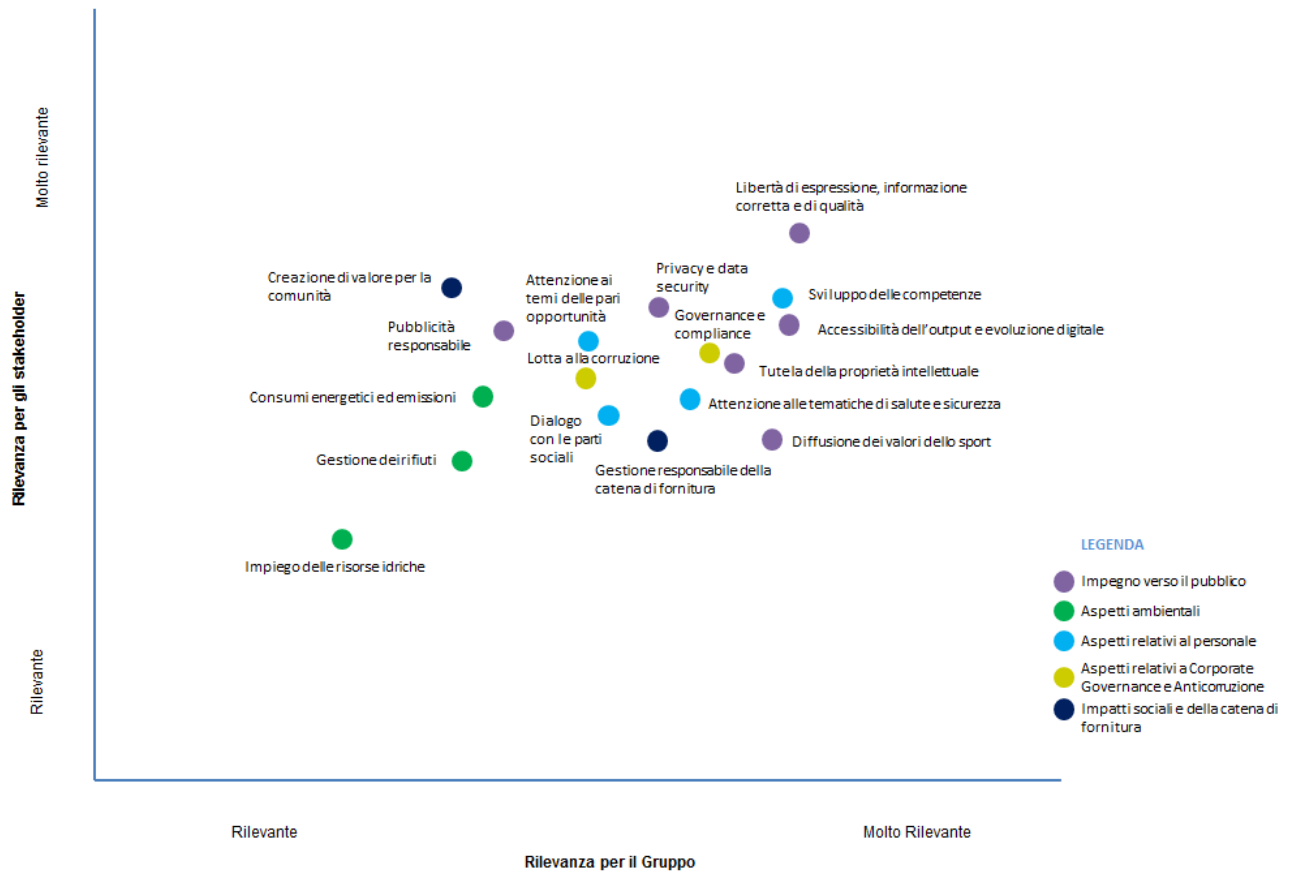 Molto rilevante
Rilevanza per gli stakeholder
Rilevante
Libertà di espressione, informazione
corretta e di qualità
Creazione di valore per la
comunità
Attenzione ai
temi delle pari
opportunità
Privacy e data
security
Sviluppo delle competenze
Pubblicità
responsabile
Governance e
compliance
Accessibilità dell'output e evoluzione digitale
Lotta alla corruzione
Tutela della proprietà intellettuale
Consumi energetici ed emissioni
Attenzione alle tematiche di salute e sicurezza
Dialogo
con le parti
sociali
Diffusione dei valori dello sport
Gestione dei rifiuti
Gestione responsabile della
catena di fornitura
Impiego delle risorse idriche
LEGENDA
Impegno verso il pubblico
Aspetti ambientali
Aspetti relativi al personale
Aspetti relativi a Corporate
Governance e Anticorruzione
Impatti sociali e della catena di
fornitura
Rilevante
Molto Rilevante
Rilevanza per il Gruppo